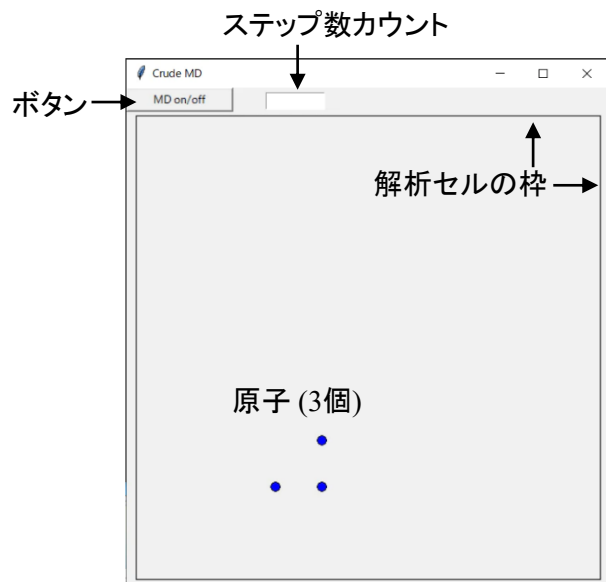 ステップ数カウント
Crude MD
ボタン
MD on/off
解析セルの枠
原子 (3個)